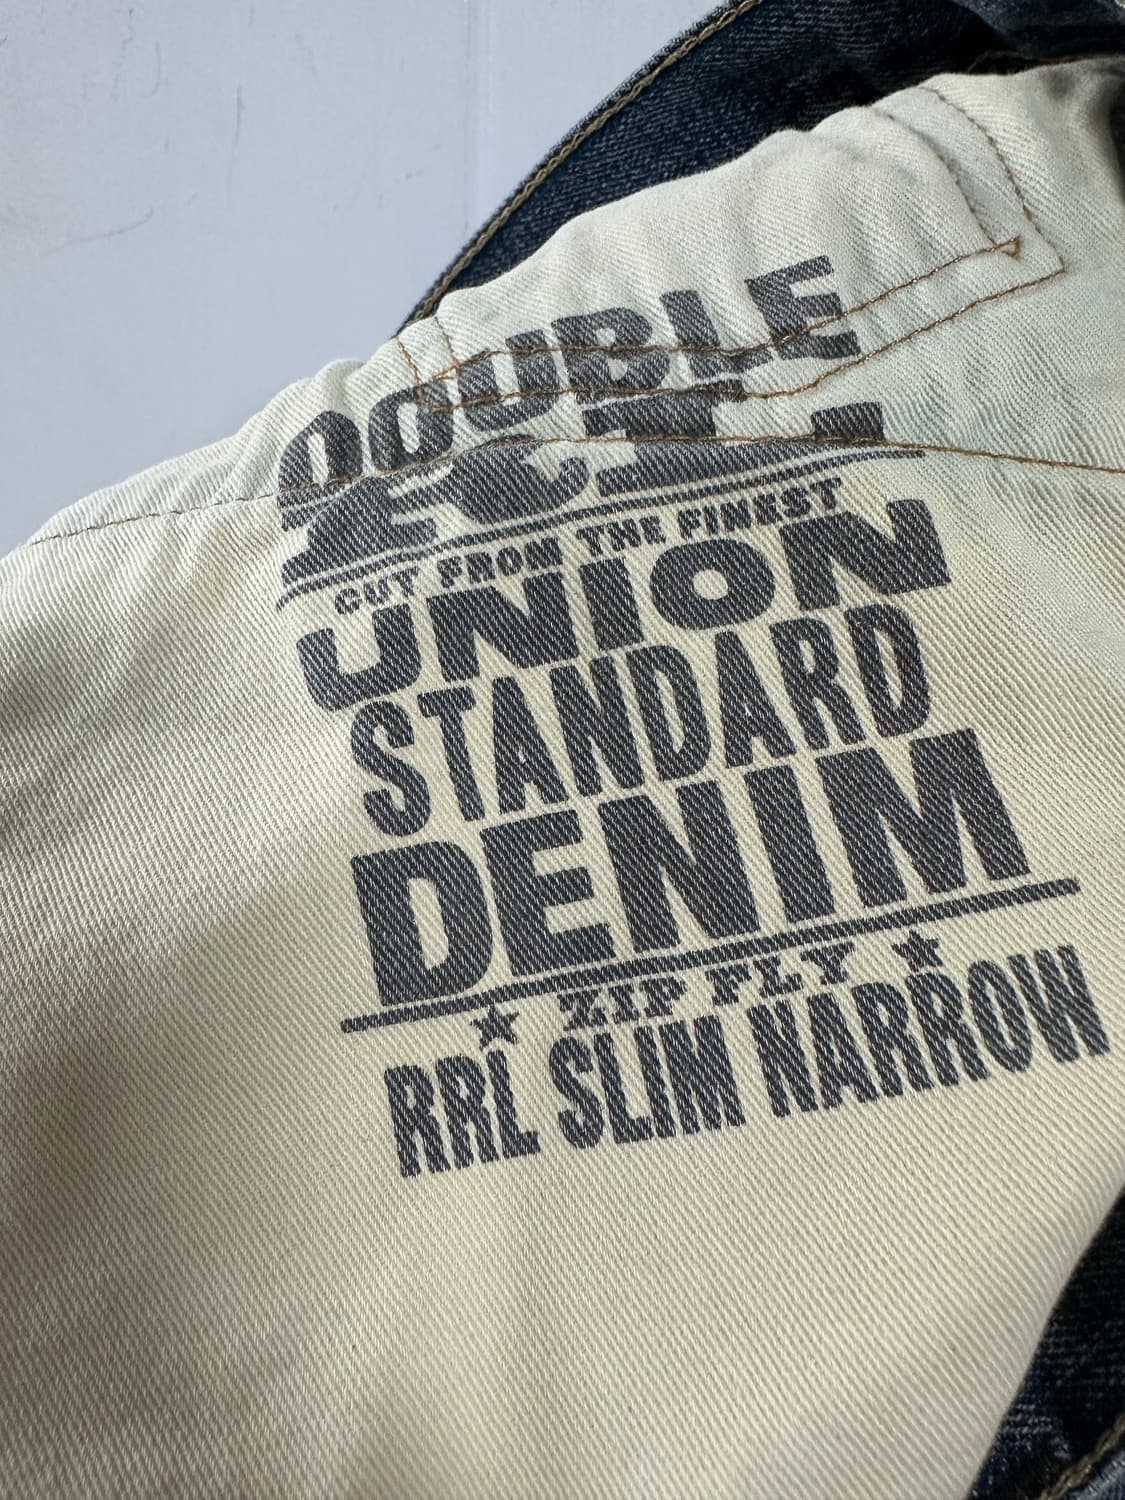 DOUBLE
RL
CUT FROM THE FINEST
UNION
STANDARD
DENIM
ZIP FLY
RRL SLIM NARROW